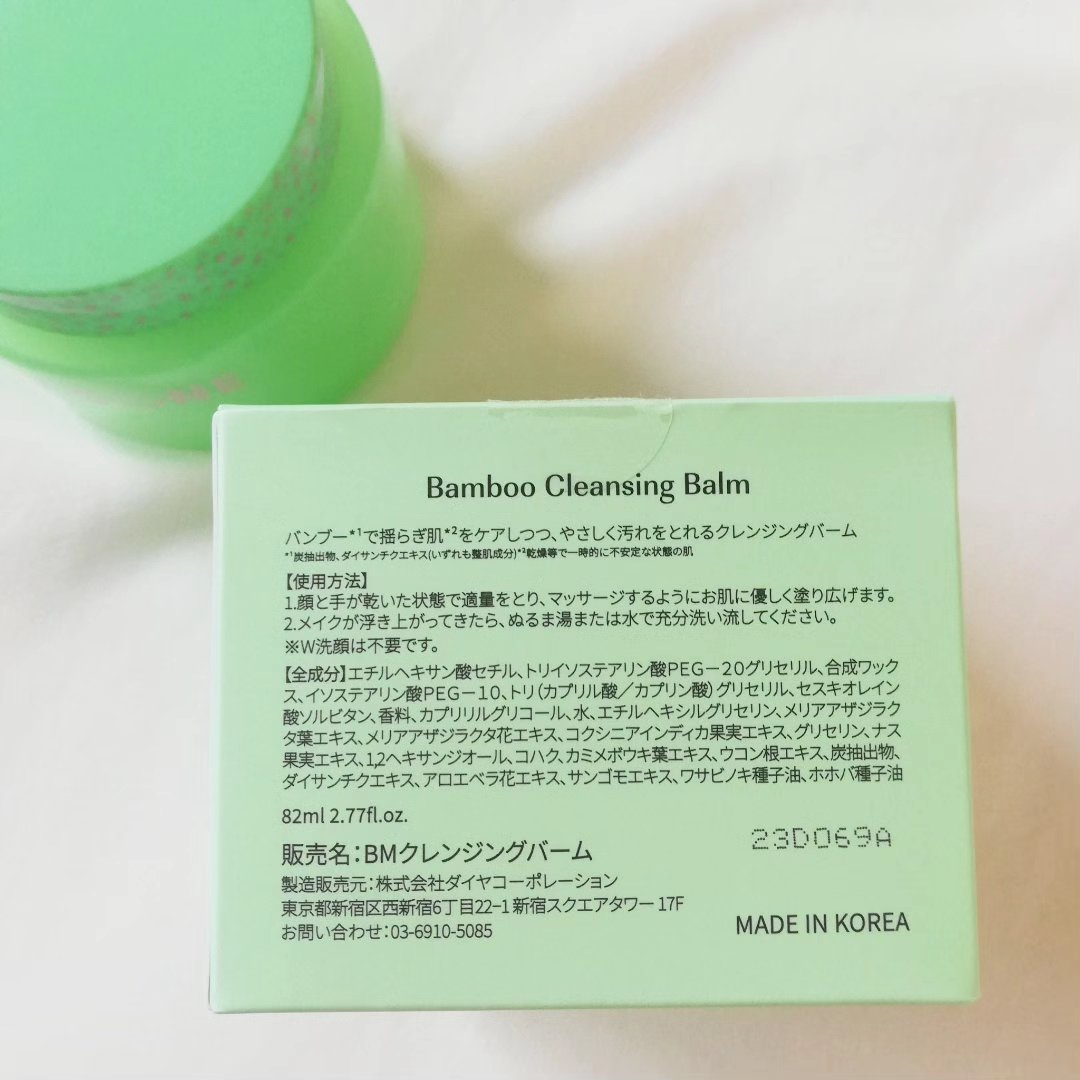 Bamboo Cleansing Balm
バンブー*¹で揺らぎ肌*²をケアしつつ、やさしく汚れをとれるクレンジングバーム
*¹炭抽出物、ダイサンチクエキス(いずれも整肌成分)*²乾燥等で一時的に不安定な状態の肌
【使用方法】
1.顔と手が乾いた状態で適量をとり、マッサージするようにお肌に優しく塗り広げます。
2.メイクが浮き上がってきたら、ぬるま湯または水で充分洗い流してください。
※W洗顔は不要です。
【全成分】エチルヘキサン酸セチル、トリイソステアリン酸PEG－20グリセリル、合成ワック
ス、イソステアリン酸PEG－10、トリ（カプリル酸／カプリン酸）グリセリル、セスキオレイン
酸ソルビタン、香料、カプリリルグリコール、水、エチルヘキシルグリセリン、メリアアザジラク
タ葉エキス、メリアアザジラクタ花エキス、コクシニアインディカ果実エキス、グリセリン、ナス
果実エキス、1,2ヘキサンジオール、コハク、カミメボウキ葉エキス、ウコン根エキス、炭抽出物、
ダイサンチクエキス、アロエベラ花エキス、サンゴモエキス、ワサビノキ種子油、ホホバ種子油
82ml 2.77fl.oz.
23D069A
販売名：BMクレンジングバーム
製造販売元：株式会社ダイヤコーポレーション
東京都新宿区西新宿6丁目22−1 新宿スクエアタワー 17F
お問い合わせ：03-6910-5085
MADE IN KOREA